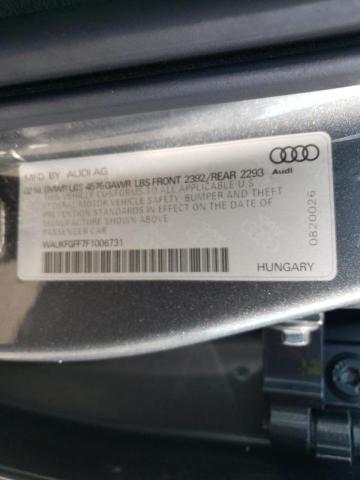 MFD BY AUDI AG
02/14 GVWR LBS 4576 GAWR LBS FRONT 2392/REAR 2293
THIS VEHICLE CONFORMS TO ALL APPLICABLE U.S.
FEDERAL MOTOR VEHICLE SAFETY, BUMPER AND THEFT
PREVENTION STANDARDS IN EFFECT ON THE DATE OF
MANUFACTURE SHOWN ABOVE
PASSENGER CAR
WAUKFGFF7F1006731
Audi
0820026
HUNGARY